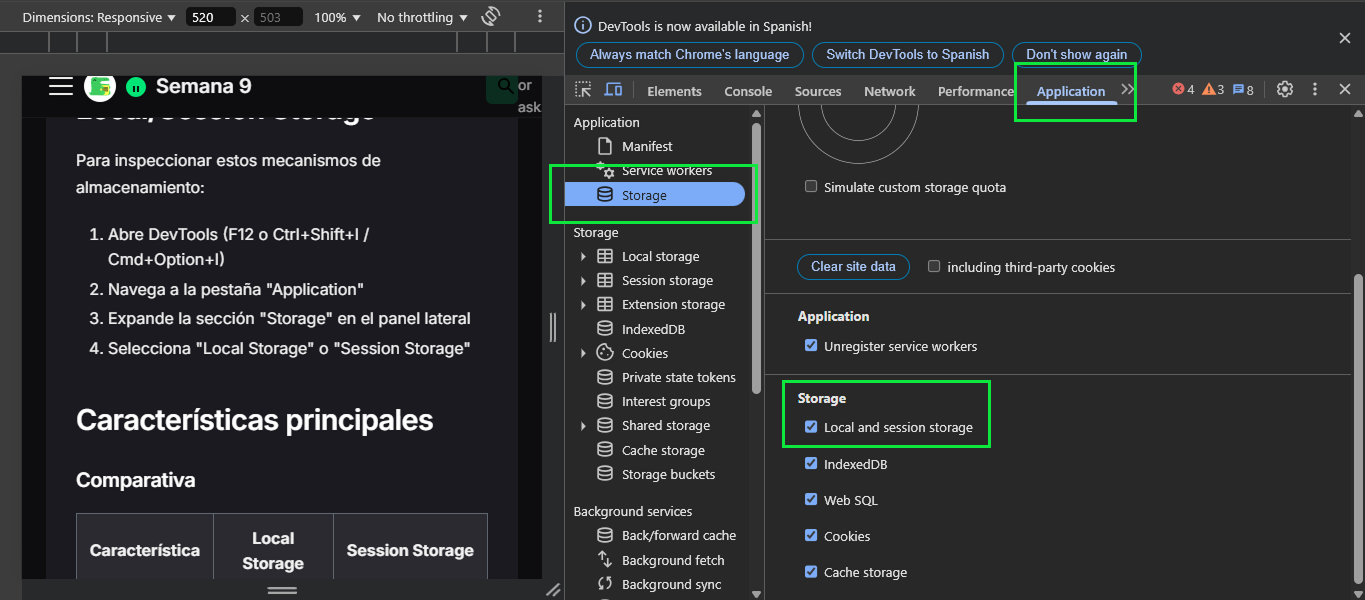 Dimensions: Responsive 520 × 503 100% No throttling
Semana 9
or
ask
Local/Session Storage
Para inspeccionar estos mecanismos de
almacenamiento:
1. Abre DevTools (F12 o Ctrl+Shift+I /
Cmd+Option+I)
2. Navega a la pestaña "Application"
3. Expande la sección "Storage" en el panel lateral
4. Selecciona "Local Storage" o "Session Storage"
Características principales
Comparativa
Característica
Local
Storage
Session Storage
DevTools is now available in Spanish!
Always match Chrome's language Switch DevTools to Spanish Don't show again
Elements Console Sources Network Performance Application 4 3 8
Application
Manifest
Service workers
Storage
Storage
Local storage
Session storage
Extension storage
IndexedDB
Cookies
Private state tokens
Interest groups
Shared storage
Cache storage
Storage buckets
Background services
Back/forward cache
Background fetch
Background sync
Simulate custom storage quota
Clear site data including third-party cookies
Application
Unregister service workers
Storage
Local and session storage
IndexedDB
Web SQL
Cookies
Cache storage